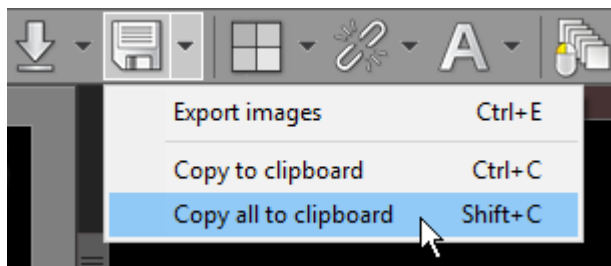 A
Export images Ctrl+E
Copy to clipboard Ctrl+C
Copy all to clipboard Shift+C